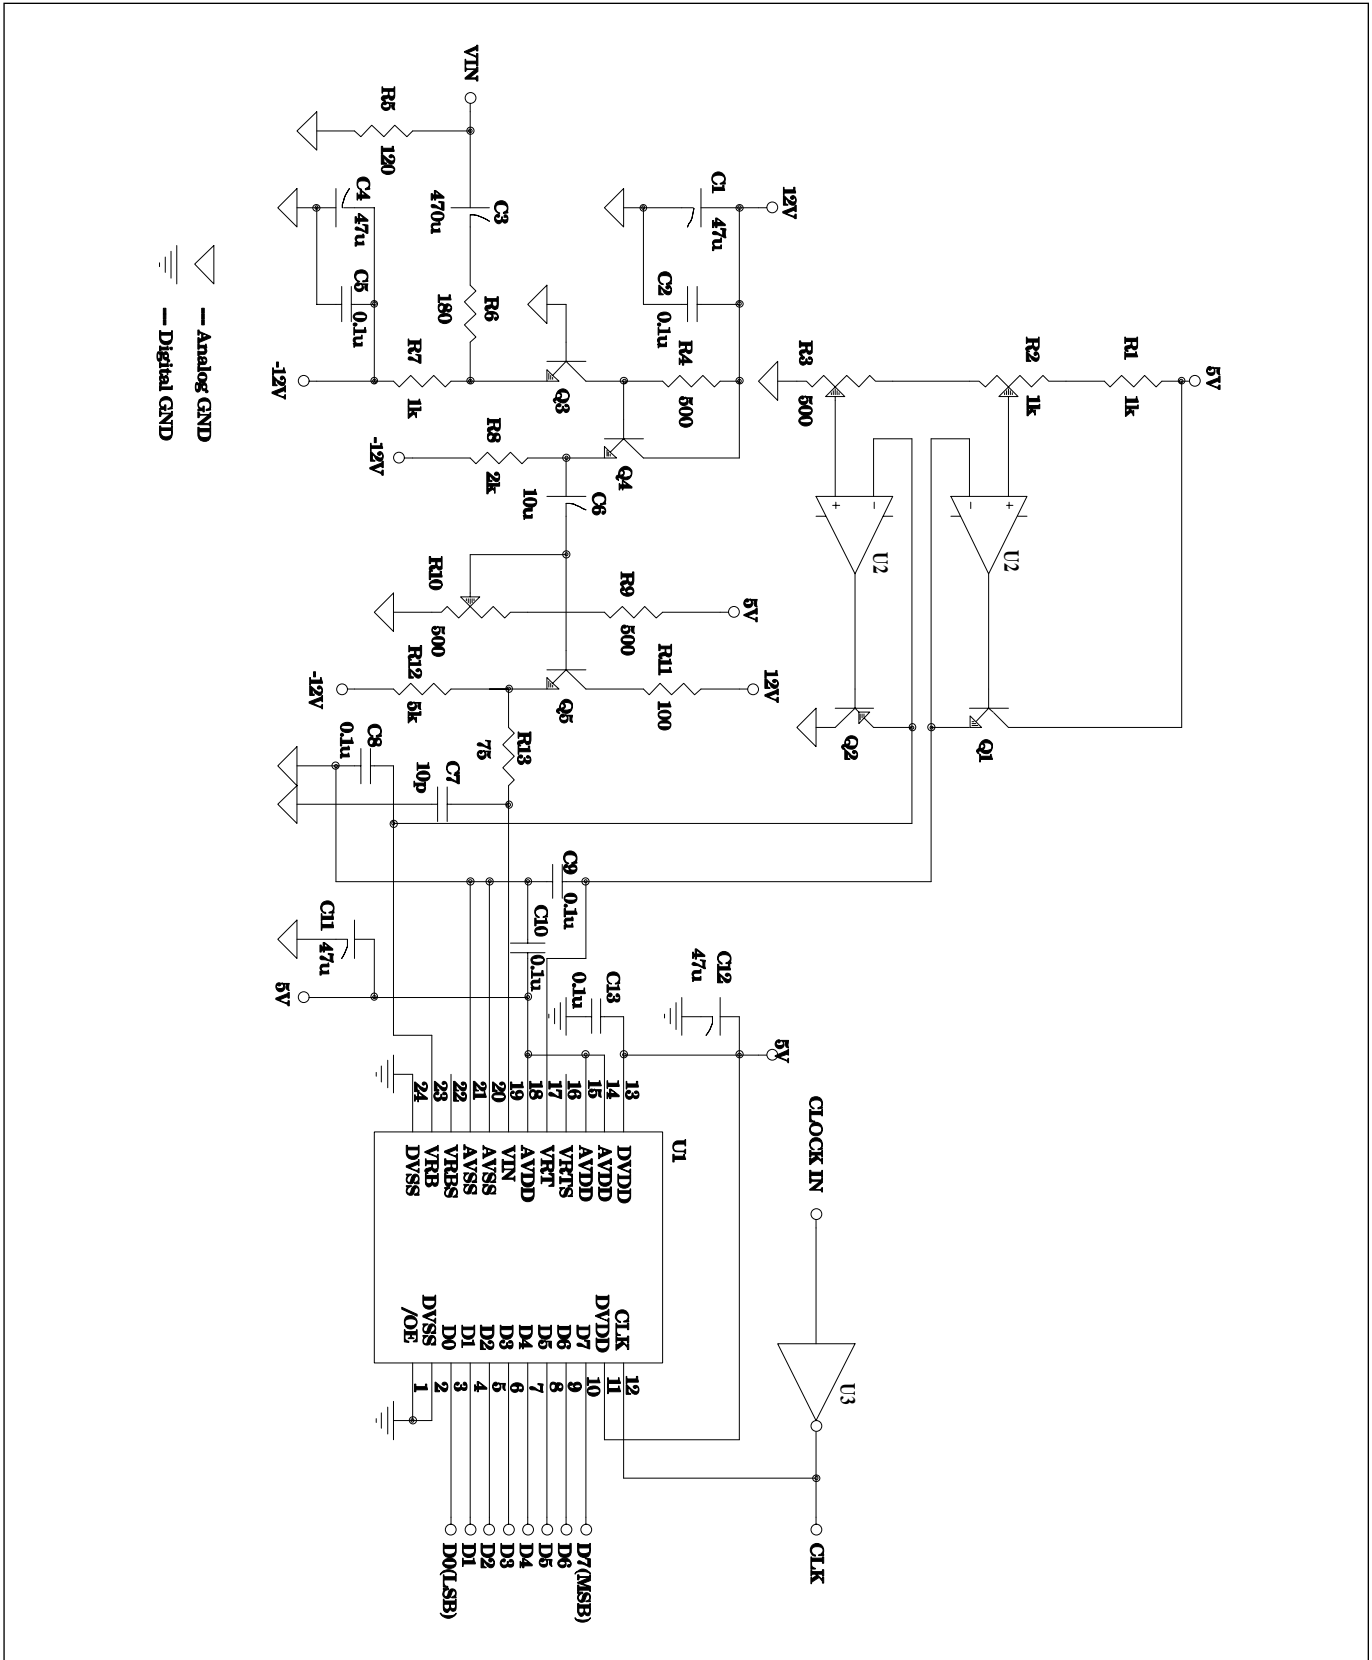 5V
R1
1k
R2
1k
R3
500
+
-
U2
-
+
U2
Q1
Q2
12V
C1
47u
C2
0.1u
R4
500
VIN
R5
120
C3
470u
R6
180
Q3
Q4
C4
47u
C5
0.1u
R7
1k
-12V
R8
2k
-12V
C6
10u
5V
R9
500
R10
500
12V
R11
100
Q5
R12
5k
-12V
R13
75
C7
10p
C8
0.1u
C9
0.1u
C10
0.1u
C11
47u
5V
C12
47u
C13
0.1u
5V
CLOCK IN
U3
CLK
U1
13 DVDD
14 AVDD
15 AVDD
16 VRTS
17 VRT
18 AVDD
19 VIN
20 AVSS
21 AVSS
22 VRBS
23 VRB
24 DVSS
CLK 12
DVDD 11
D7 10
D6 9
D5 8
D4 7
D3 6
D2 5
D1 4
D0 3
DVSS 2
/OE 1
D7(MSB)
D6
D5
D4
D3
D2
D1
D0(LSB)
— Analog GND
— Digital GND